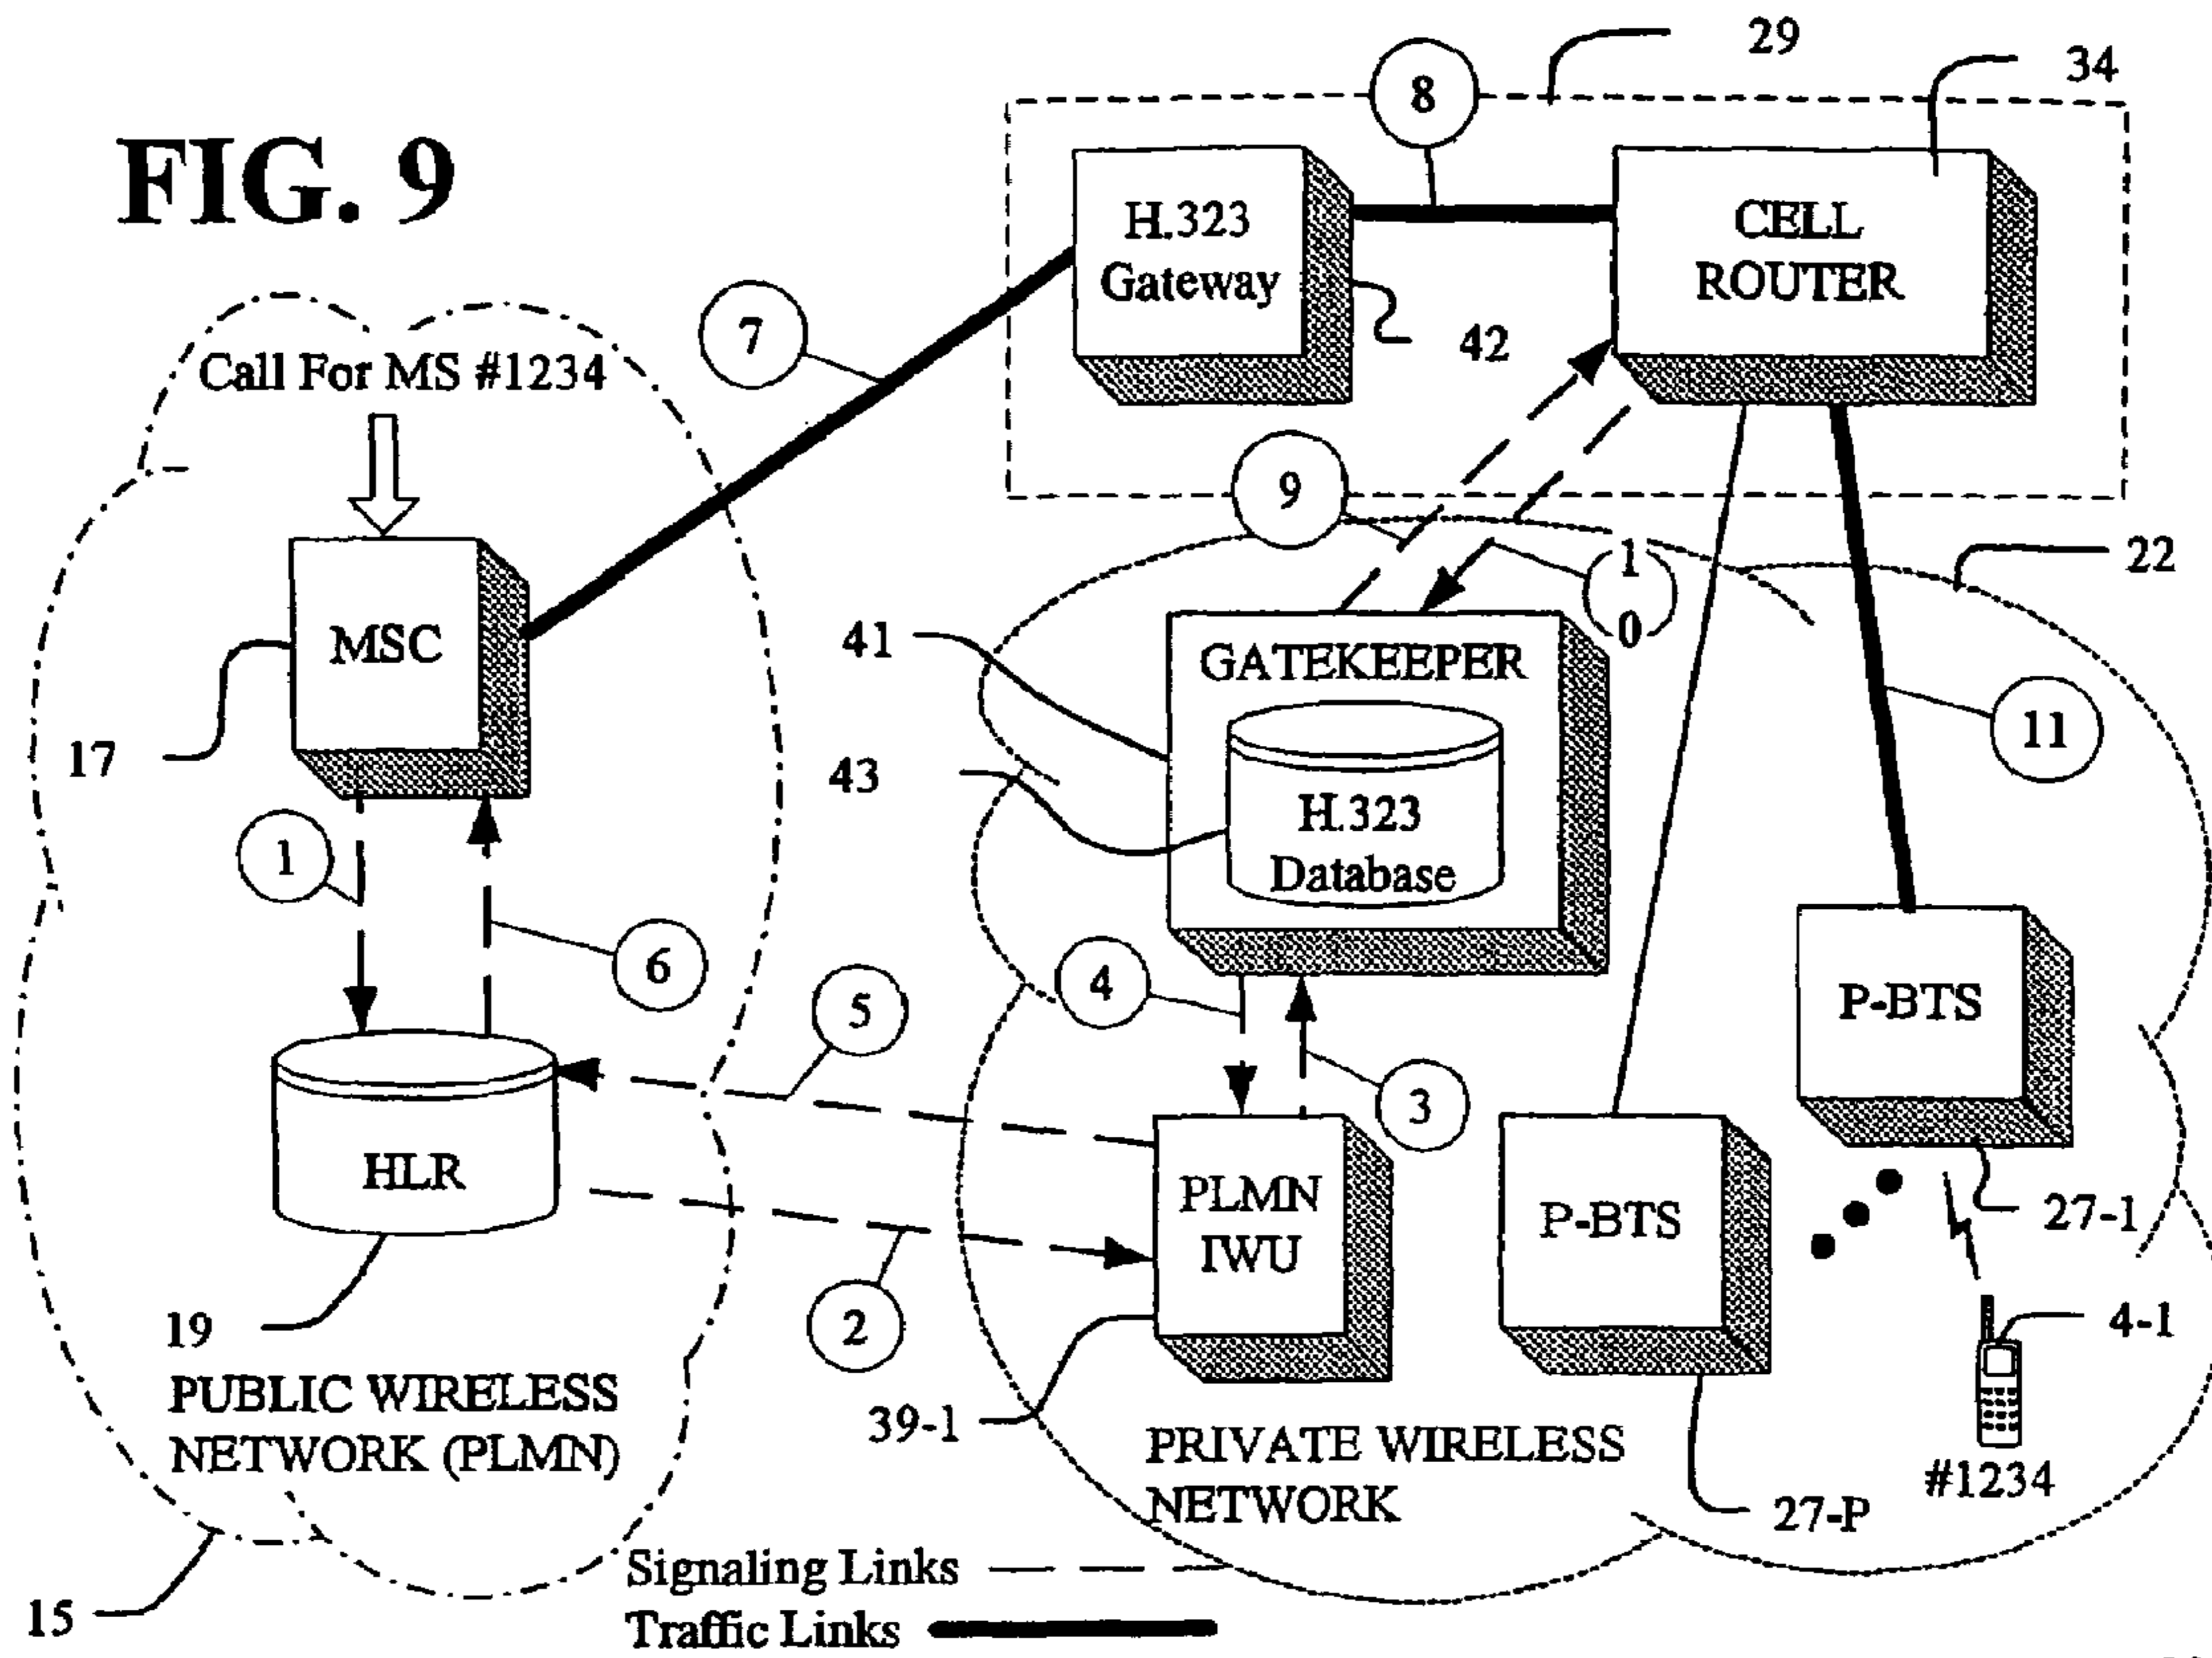 FIG. 9
29
34
8
H.323
Gateway
CELL
ROUTER
42
7
Call For MS #1234
9
1
0
22
MSC
17
41
GATEKEEPER
43
H.323
Database
11
1
6
4
5
3
P-BTS
HLR
PLMN
IWU
P-BTS
27-1
2
19
4-1
39-1
PUBLIC WIRELESS
NETWORK (PLMN)
PRIVATE WIRELESS
NETWORK
#1234
27-P
Signaling Links
Traffic Links
15